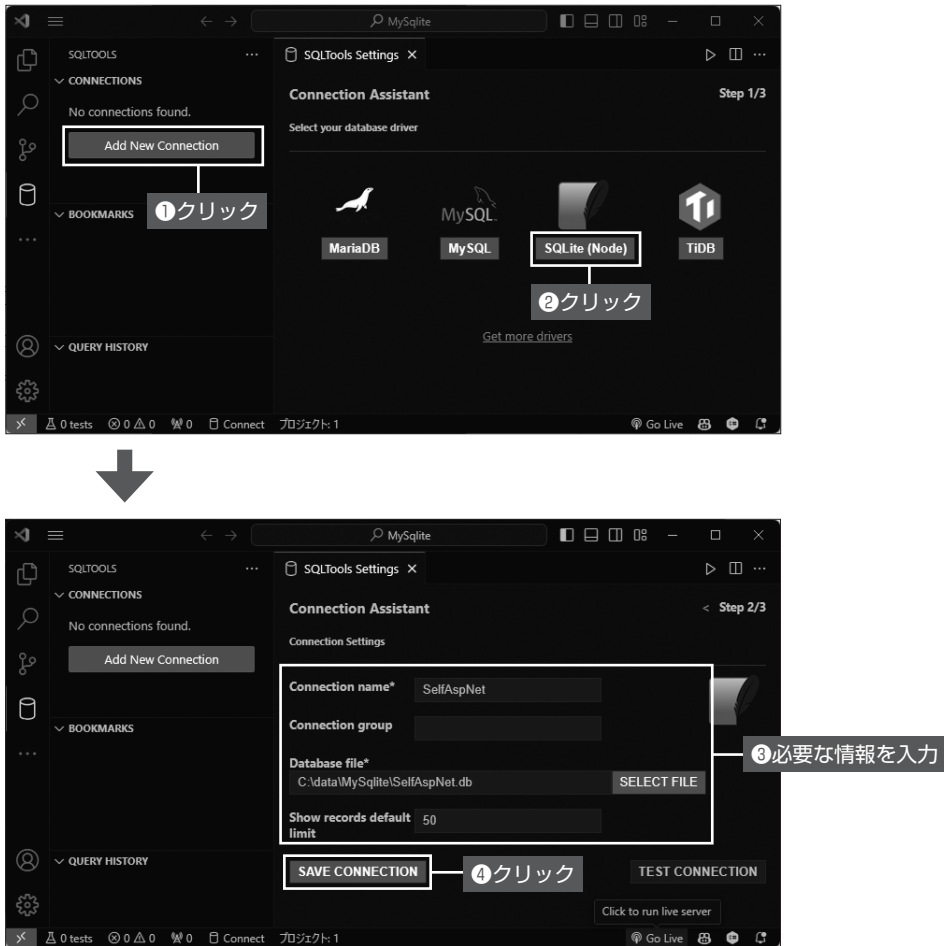 MySqlite
SQLTOOLS
SQLTools Settings
CONNECTIONS
No connections found.
Add New Connection
❶クリック
BOOKMARKS
QUERY HISTORY
Connection Assistant
Step 1/3
Select your database driver
MySQL
MariaDB
MySQL
SQLite (Node)
TiDB
❷クリック
Get more drivers
0 tests 0 0 0 Connect プロジェクト: 1 Go Live
MySqlite
SQLTOOLS
SQLTools Settings
CONNECTIONS
No connections found.
Add New Connection
BOOKMARKS
QUERY HISTORY
Connection Assistant
< Step 2/3
Connection Settings
Connection name* SelfAspNet
Connection group
Database file*
C:\data\MySqlite\SelfAspNet.db SELECT FILE
Show records default limit 50
❸必要な情報を入力
SAVE CONNECTION
❹クリック
TEST CONNECTION
Click to run live server
0 tests 0 0 0 Connect プロジェクト: 1 Go Live